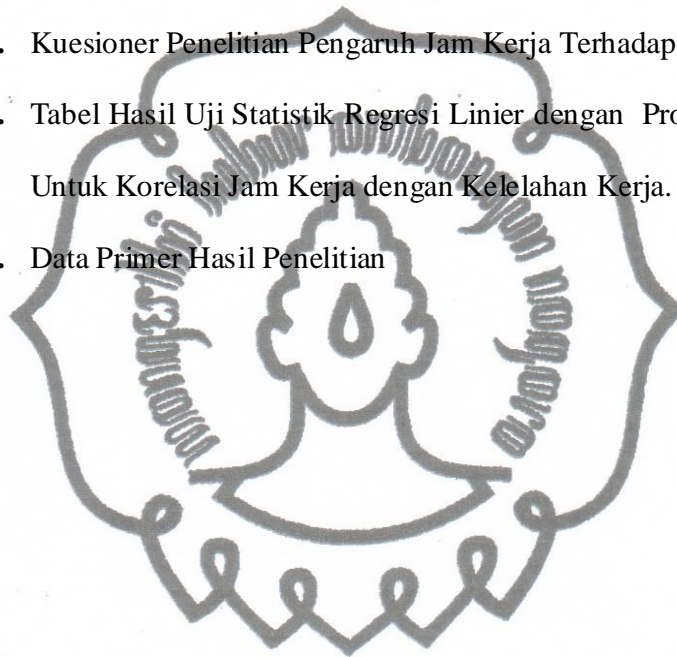 . Kuesioner Penelitian Pengaruh Jam Kerja Terhadap
. Tabel Hasil Uji Statistik Regresi Linier dengan Pro
Untuk Korelasi Jam Kerja dengan Kelelahan Kerja.
. Data Primer Hasil Penelitian